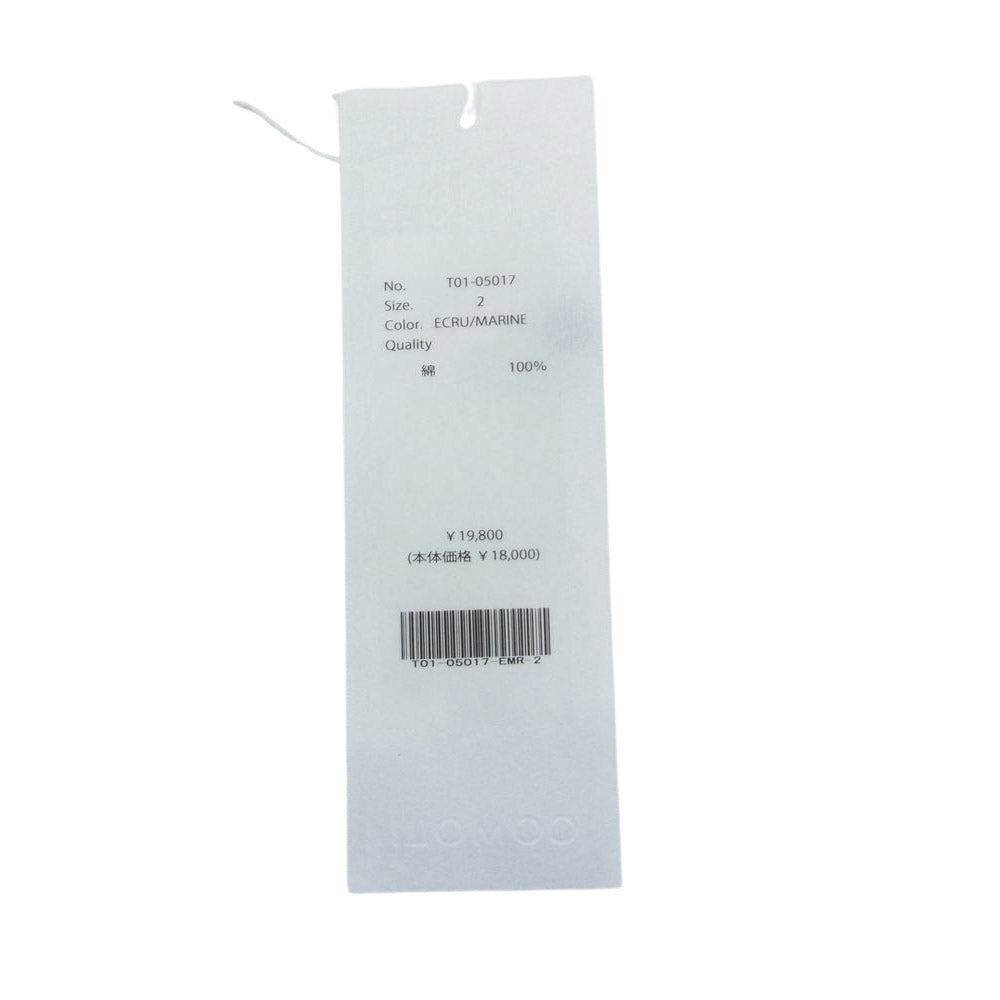 No. T01-05017
Size. 2
Color. ECRU/MARINE
Quality
綿 100%
¥19,800
(本体価格 ¥18,000)
T01-05017-EMR-2